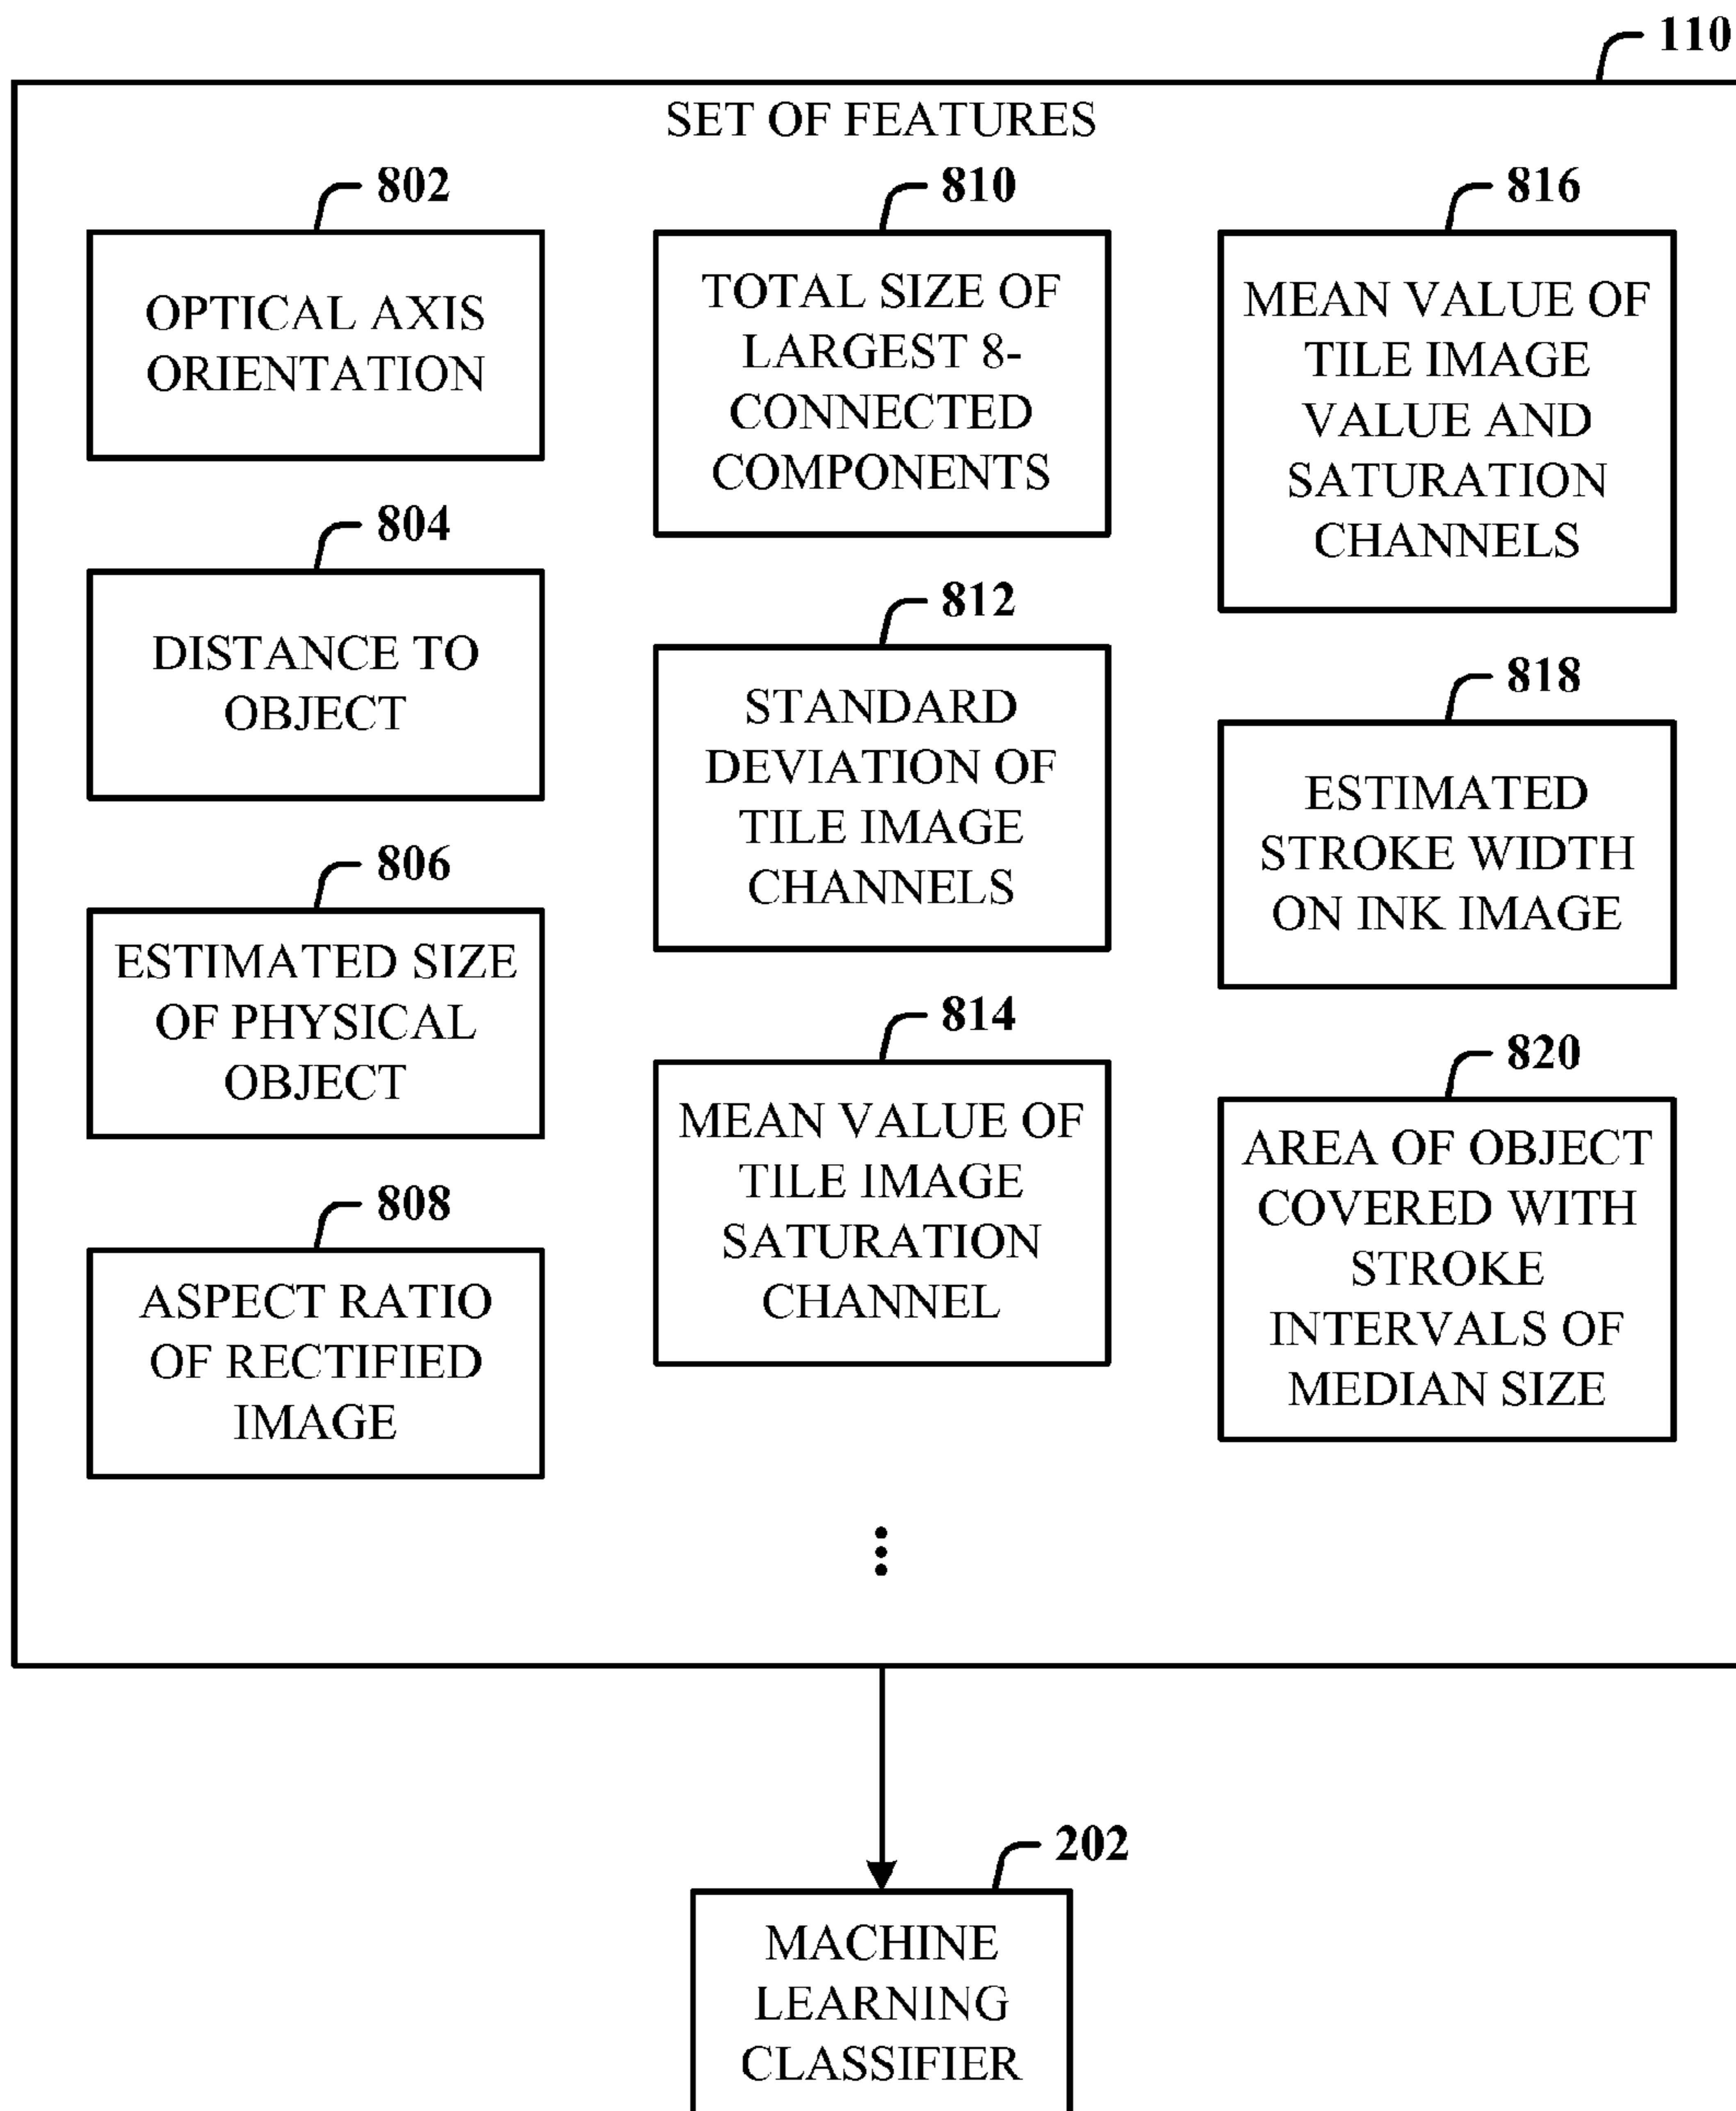 110
SET OF FEATURES
802
OPTICAL AXIS
ORIENTATION
804
DISTANCE TO
OBJECT
806
ESTIMATED SIZE
OF PHYSICAL
OBJECT
808
ASPECT RATIO
OF RECTIFIED
IMAGE
810
TOTAL SIZE OF
LARGEST 8-
CONNECTED
COMPONENTS
812
STANDARD
DEVIATION OF
TILE IMAGE
CHANNELS
814
MEAN VALUE OF
TILE IMAGE
SATURATION
CHANNEL
816
MEAN VALUE OF
TILE IMAGE
VALUE AND
SATURATION
CHANNELS
818
ESTIMATED
STROKE WIDTH
ON INK IMAGE
820
AREA OF OBJECT
COVERED WITH
STROKE
INTERVALS OF
MEDIAN SIZE
202
MACHINE
LEARNING
CLASSIFIER